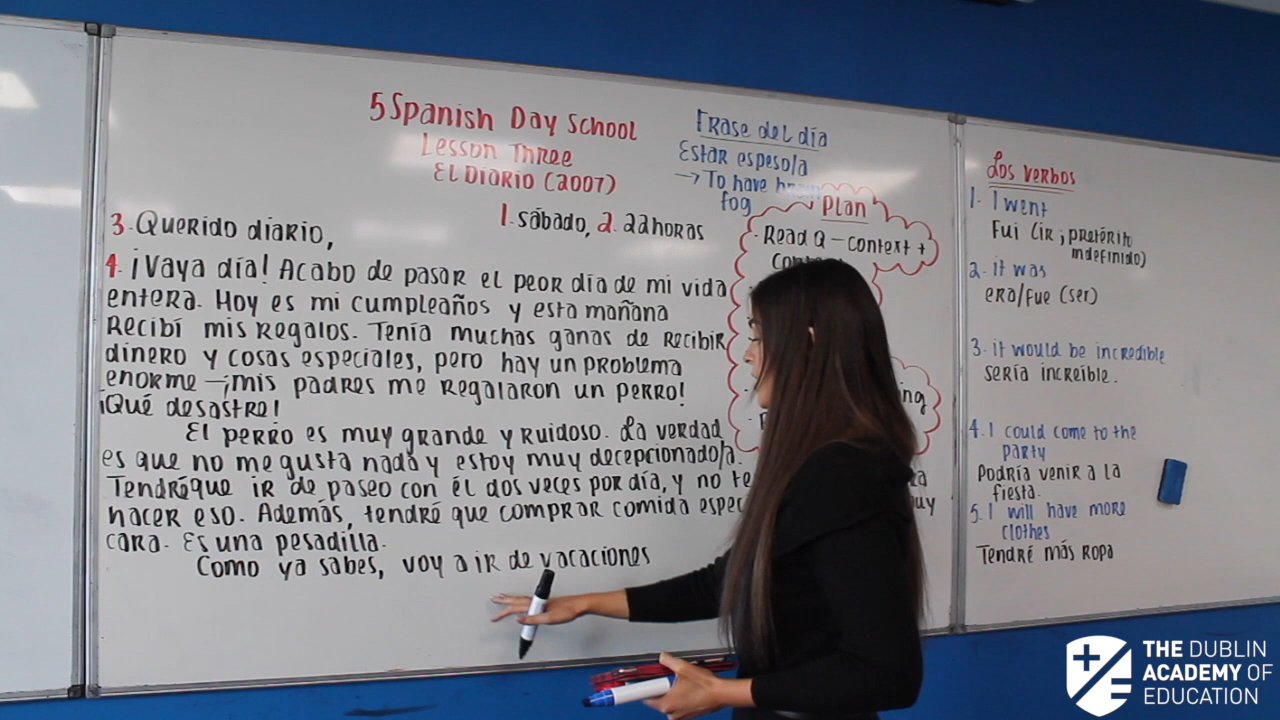 5 Spanish Day School
Lesson Three
El Diario (2007)
1. sábado, 2. 22 horas
3. Querido diario,
4. ¡Vaya día! Acabo de pasar el peor día de mi vida
entera. Hoy es mi cumpleaños y esta mañana
recibí mis regalos. Tenía muchas ganas de recibir
dinero y cosas especiales, pero hay un problema
enorme – ¡mis padres me regalaron un perro!
¡Qué desastre!
El perro es muy grande y ruidoso. La verdad
es que no me gusta nada y estoy muy decepcionado/a.
Tendré que ir de paseo con él dos veces por día, y no
hacer eso. Además, tendré que comprar comida
cara. Es una pesadilla.
Como ya sabes, voy a ir de vacaciones
Frase del día
Estar espeso/a
→ To have brain
fog
Plan
· Read Q – context +
Los verbos
1. I went
Fui (ir; pretérito
indefinido)
2. it was
era/fue (ser)
3. it would be incredible
sería increíble.
4. I could come to the
party
Podría venir a la
fiesta.
5. I will have more
clothes
Tendré más ropa
THE DUBLIN
ACADEMY OF
EDUCATION